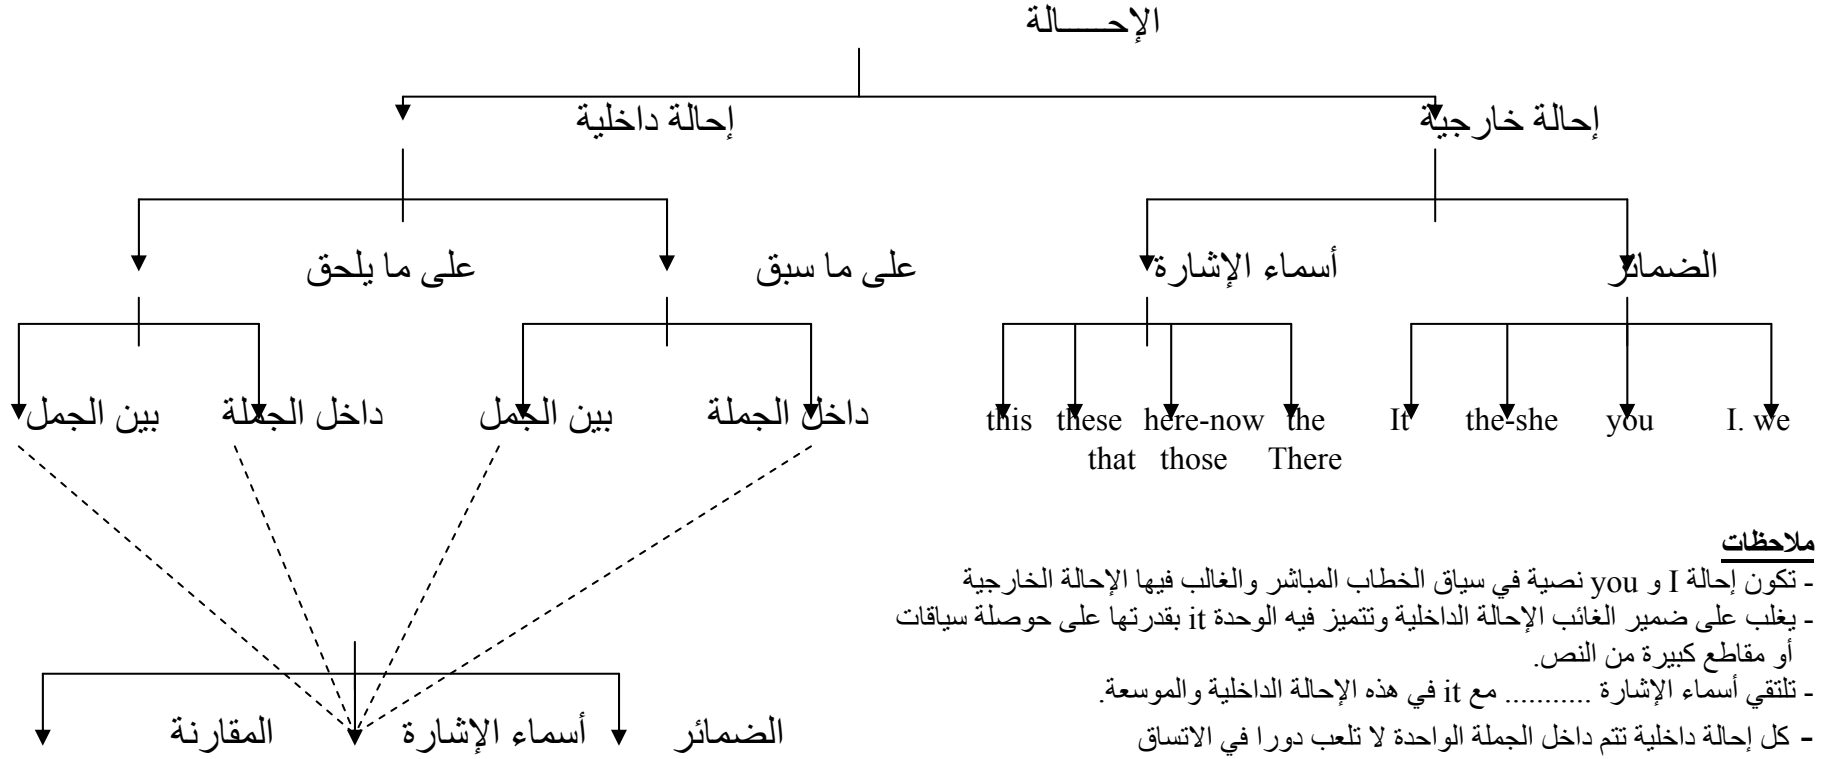 الإحـــــالة
إحالة خارجية
إحالة داخلية
الضمائر
أسماء الإشارة
على ما سبق
على ما يلحق
I. we
you
the-she
It
this these here-now the
that those There
داخل الجملة
بين الجمل
داخل الجملة
بين الجمل
ملاحظات
- تكون إحالة I و you نصية في سياق الخطاب المباشر والغالب فيها الإحالة الخارجية
- يغلب على ضمير الغائب الإحالة الداخلية وتتميز فيه الوحدة it بقدرتها على حوصلة سياقات
أو مقاطع كبيرة من النص.
- تلتقي أسماء الإشارة ........... مع it في هذه الإحالة الداخلية والموسعة.
- كل إحالة داخلية تتم داخل الجملة الواحدة لا تلعب دورا في الاتساق
الضمائر
أسماء الإشارة
المقارنة